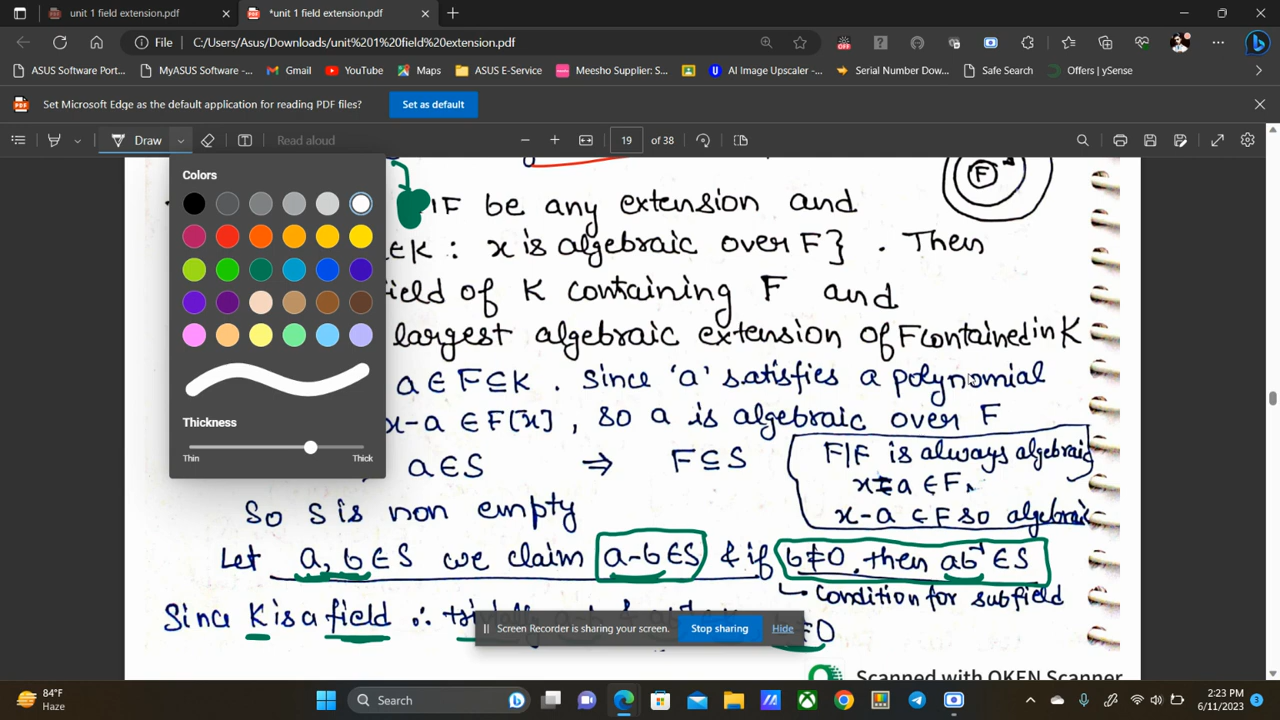 unit 1 field extension.pdf
*unit 1 field extension.pdf
File
C:/Users/Asus/Downloads/unit%201%20field%20extension.pdf
ASUS Software Port...
MyASUS Software -...
Gmail
YouTube
Maps
ASUS E-Service
Meesho Supplier: S...
AI Image Upscaler -...
Serial Number Dow...
Safe Search
Offers | ySense
Set Microsoft Edge as the default application for reading PDF files?
Set as default
Draw
Read aloud
19
of 38
Colors
Thickness
Thin
Thick
F
|F be any extension and
∈K : x is algebraic over F} . Then
ield of K containing F and
largest algebraic extension of F contained in K
a ∈ F ⊆ K . Since 'a' satisfies a polynomial
x-a ∈ F[x] , so a is algebraic over F
a ∈ S ⇒ F ⊆ S
F|F is always algebraic
x-a ∈ F so algebraic
So S is non empty
Let a, b ∈ S we claim a-b ∈ S & if b≠0, then ab⁻¹ ∈ S
Condition for subfield
Since K is a field ∴
Screen Recorder is sharing your screen.
Stop sharing
Hide
Scanned with OKEN Scanner
84°F
Haze
Search
2:23 PM
6/11/2023
3